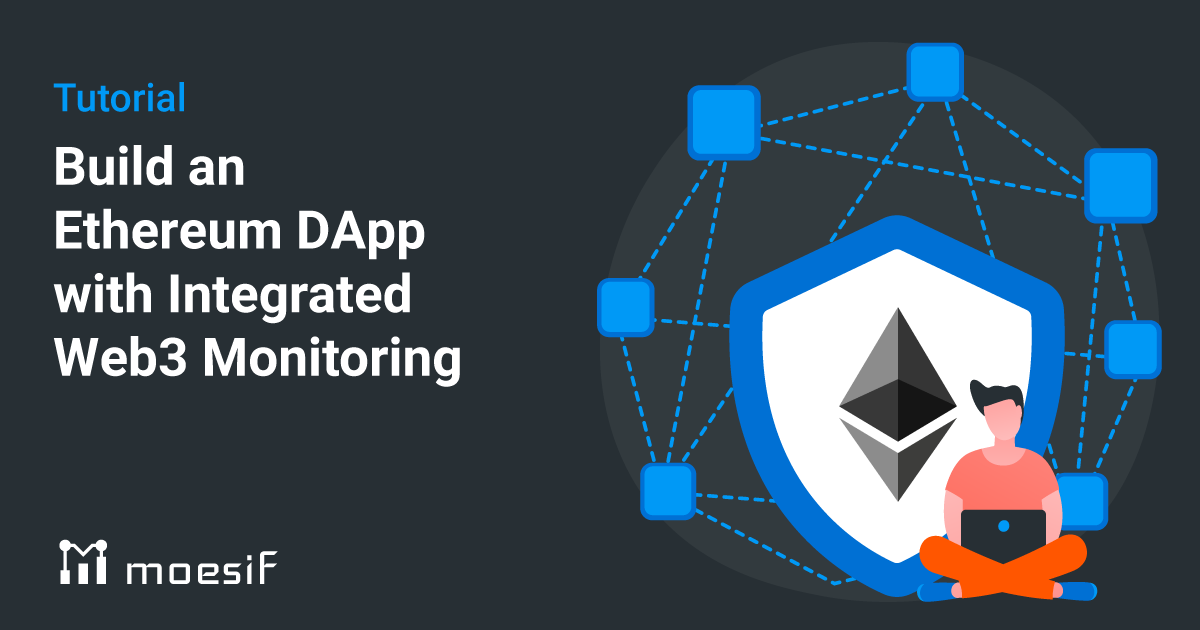 Tutorial
Build an
Ethereum DApp
with Integrated
Web3 Monitoring
moesif